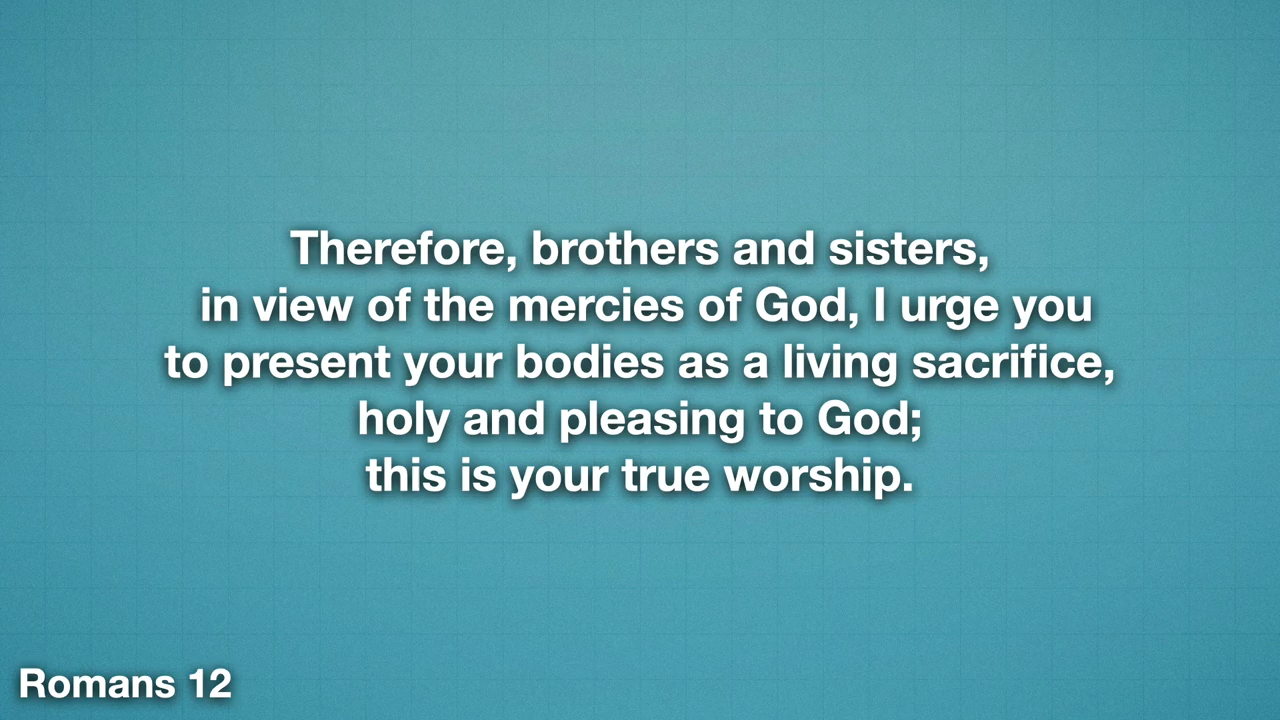 Therefore, brothers and sisters,
in view of the mercies of God, I urge you
to present your bodies as a living sacrifice,
holy and pleasing to God;
this is your true worship.
Romans 12